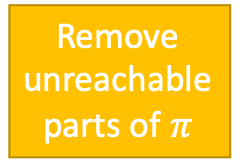 Remove
unreachable
parts of 𝜋